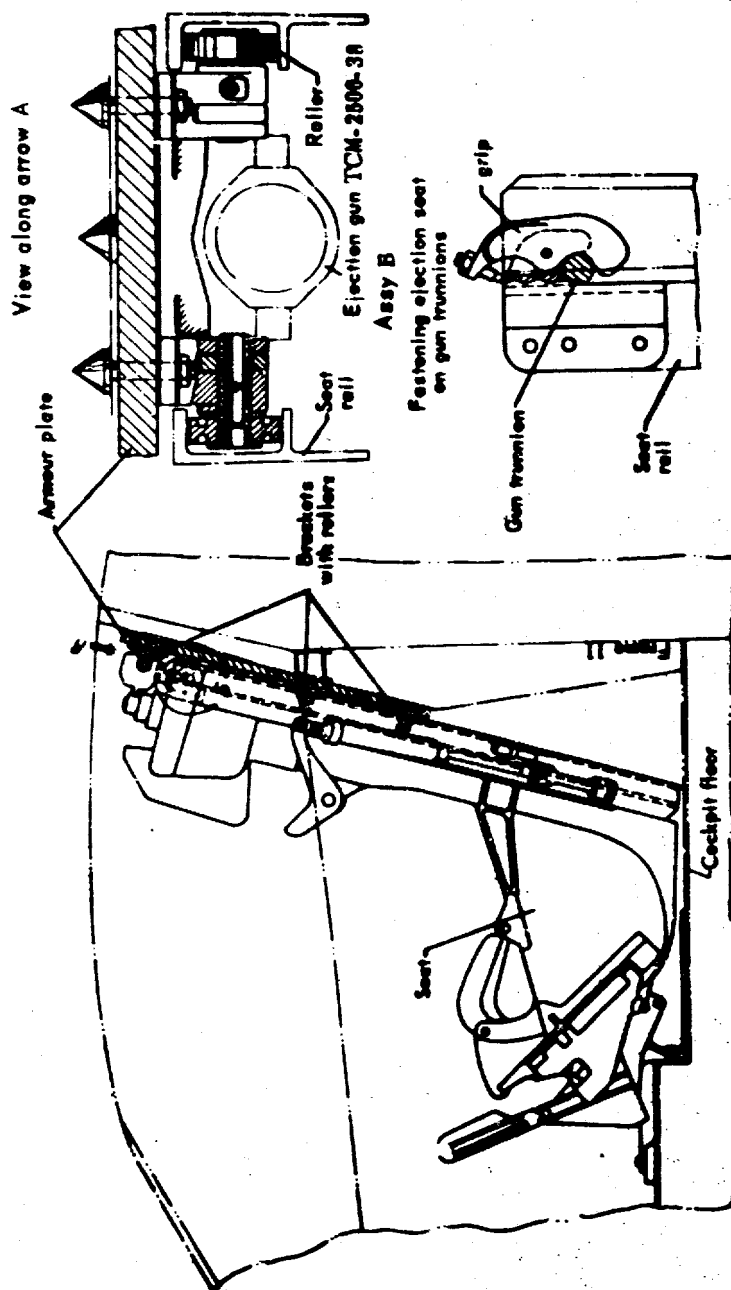 View along arrow A
Armour plate
Roller
Ejection gun TCM-2506-38
Seat
rail
Assy B
Fastening ejection seat
on gun trunnions
grip
Gun trunnion
Seat
rail
Brackets
with rollers
A
Frame 11
Seat
Cockpit floor